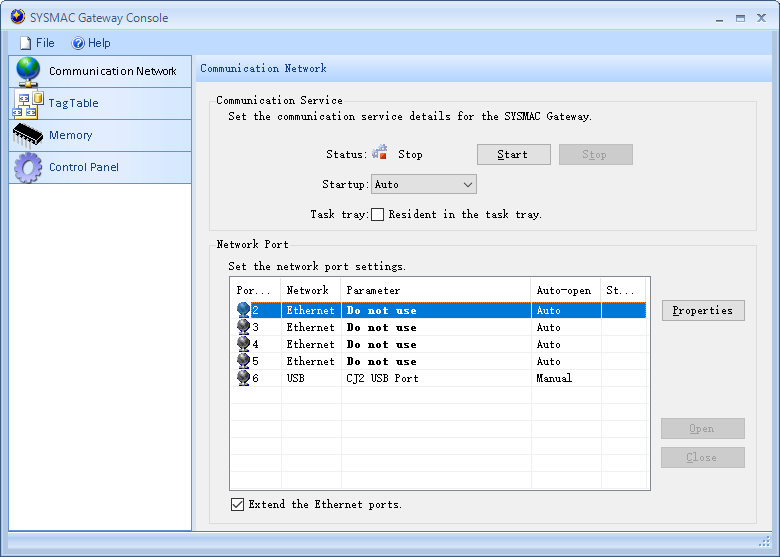 SYSMAC Gateway Console
File Help
Communication Network
Tag Table
Memory
Control Panel
Communication Network
Communication Service
Set the communication service details for the SYSMAC Gateway.
Status: Stop Start Stop
Startup: Auto
Task tray: Resident in the task tray.
Network Port
Set the network port settings.
Por... Network Parameter Auto-open St...
2 Ethernet Do not use Auto
3 Ethernet Do not use Auto
4 Ethernet Do not use Auto
5 Ethernet Do not use Auto
6 USB CJ2 USB Port Manual
Properties
Open
Close
Extend the Ethernet ports.